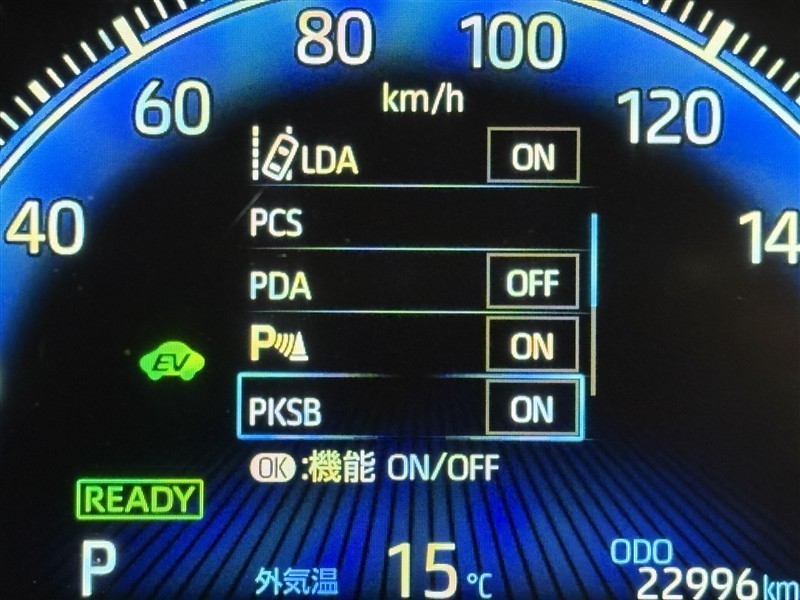 80 100
60 km/h 120
LDA ON
40 PCS 14
PDA OFF
P ON
EV
PKSB ON
OK:機能 ON/OFF
READY
P 外気温 15℃ ODO 22996km